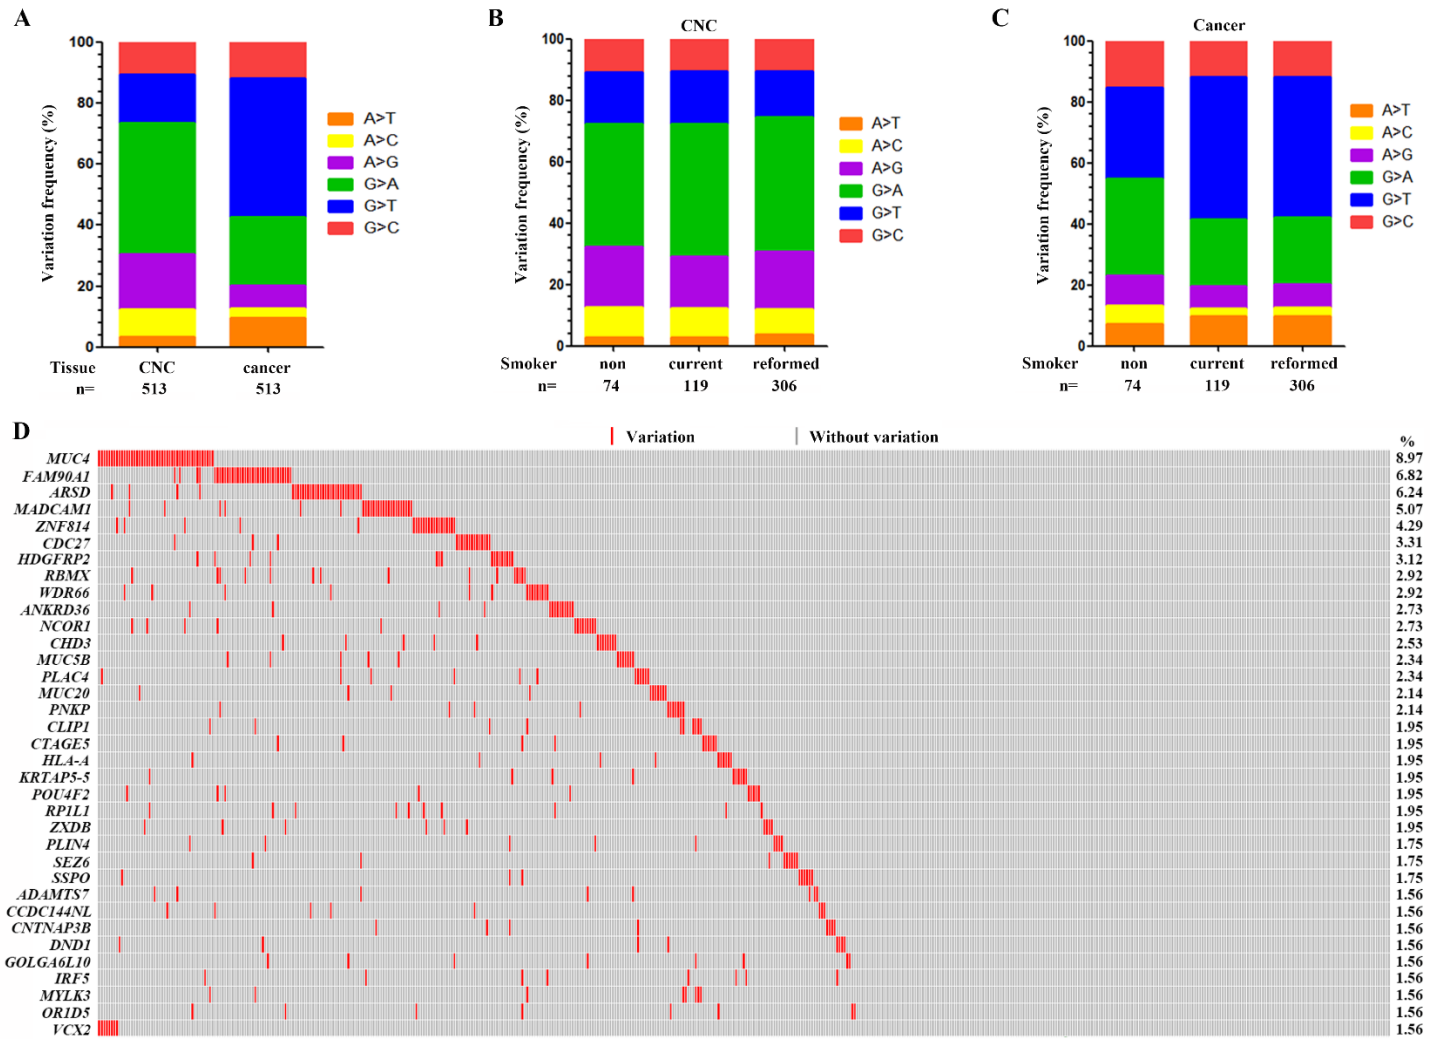 A
Variation frequency (%)
100
80
60
40
20
0
A>T
A>C
A>G
G>A
G>T
G>C
Tissue CNC cancer
n= 513 513
B
CNC
Variation frequency (%)
100
80
60
40
20
0
A>T
A>C
A>G
G>A
G>T
G>C
Smoker non current reformed
n= 74 119 306
C
Cancer
Variation frequency (%)
100
80
60
40
20
0
A>T
A>C
A>G
G>A
G>T
G>C
Smoker non current reformed
n= 74 119 306
D
Variation Without variation %
MUC4 8.97
FAM90A1 6.82
ARSD 6.24
MADCAM1 5.07
ZNF814 4.29
CDC27 3.31
HDGFRP2 3.12
RBMX 2.92
WDR66 2.92
ANKRD36 2.73
NCOR1 2.73
CHD3 2.53
MUC5B 2.34
PLAC4 2.34
MUC20 2.14
PNKP 2.14
CLIP1 1.95
CTAGE5 1.95
HLA-A 1.95
KRTAP5-5 1.95
POU4F2 1.95
RP1L1 1.95
ZXDB 1.95
PLIN4 1.75
SEZ6 1.75
SSPO 1.75
ADAMTS7 1.56
CCDC144NL 1.56
CNTNAP3B 1.56
DND1 1.56
GOLGA6L10 1.56
IRF5 1.56
MYLK3 1.56
OR1D5 1.56
VCX2 1.56